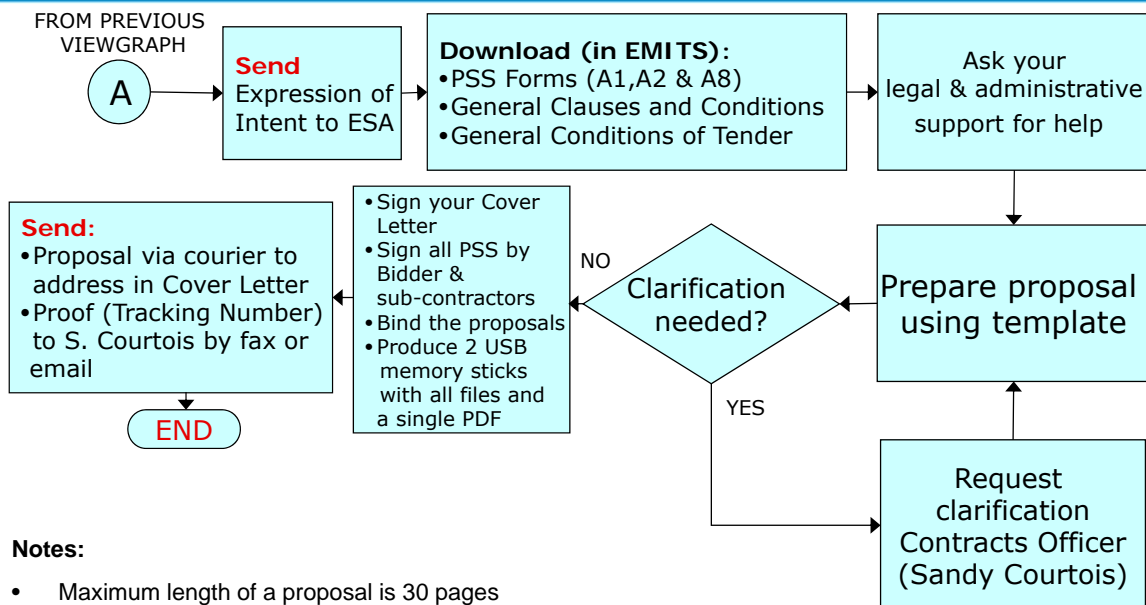 FROM PREVIOUS
VIEWGRAPH
A
Send
Expression of
Intent to ESA
Download (in EMITS):
•PSS Forms (A1,A2 & A8)
•General Clauses and Conditions
•General Conditions of Tender
Ask your
legal & administrative
support for help
Prepare proposal
using template
Clarification
needed?
YES
Request
clarification
Contracts Officer
(Sandy Courtois)
NO
•Sign your Cover
Letter
•Sign all PSS by
Bidder &
sub-contractors
•Bind the proposals
•Produce 2 USB
memory sticks
with all files and
a single PDF
Send:
•Proposal via courier to
address in Cover Letter
•Proof (Tracking Number)
to S. Courtois by fax or
email
END
Notes:
• Maximum length of a proposal is 30 pages